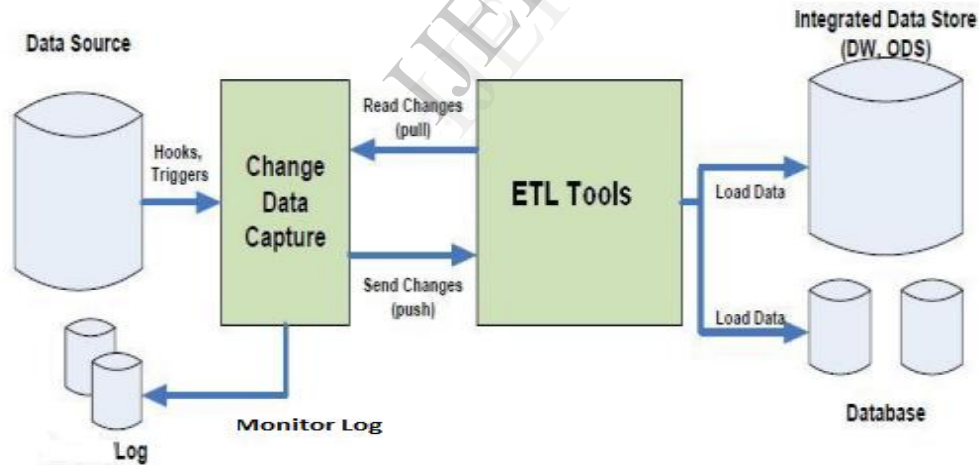 Integrated Data Store
(DW, ODS)
Data Source
Read Changes
(pull)
Hooks,
Triggers
Change
Data
Capture
ETL Tools
Load Data
Send Changes
(push)
Load Data
Monitor Log
Database
Log